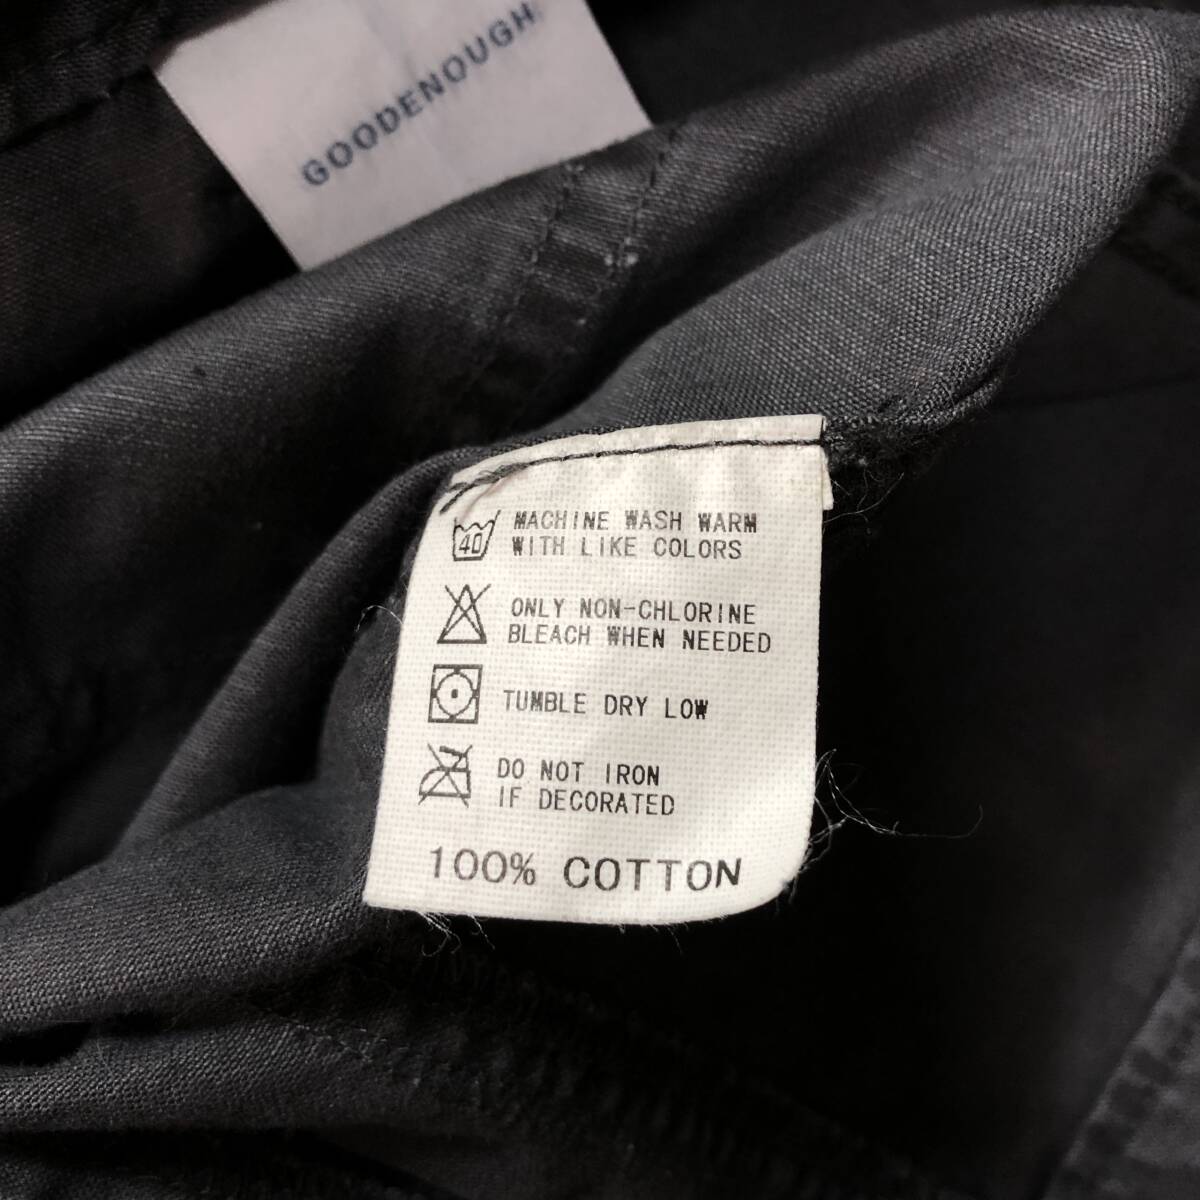 GOODENOUGH
40 MACHINE WASH WARM
WITH LIKE COLORS
ONLY NON-CHLORINE
BLEACH WHEN NEEDED
TUMBLE DRY LOW
DO NOT IRON
IF DECORATED
100% COTTON